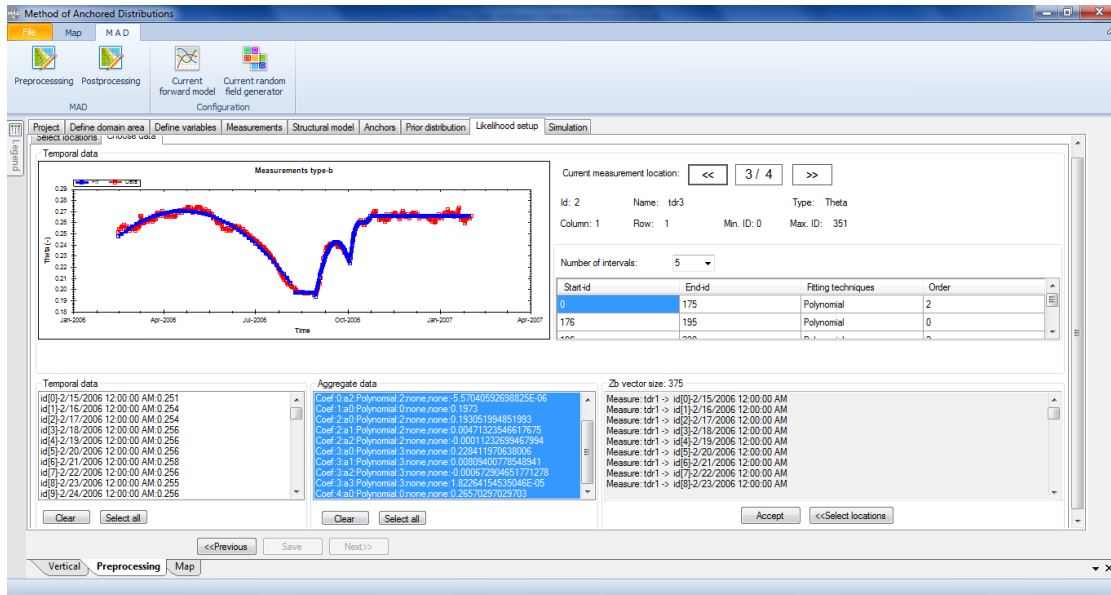 Method of Anchored Distributions
File Map MAD
Preprocesssing Postprocessing Current forward model Current random field generator
MAD Configuration
Legend
Project Define domain area Define variables Measurements Structural model Anchors Prior distribution Likelihood setup Simulation
Select locations Choose data
Temporal data
Measurements type-b
Fit Data
Theta (-)
0.29
0.28
0.27
0.26
0.25
0.24
0.23
0.22
0.21
0.20
0.19
0.18
Jan-2006 Apr-2006 Jul-2006 Oct-2006 Jan-2007 Apr-2007
Time
Current measurement location: << 3 / 4 >>
Id: 2 Name: tdr3 Type: Theta
Column: 1 Row: 1 Min. ID: 0 Max. ID: 351
Number of intervals: 5
Start-id End-id Fitting techniques Order
0 175 Polynomial 2
176 195 Polynomial 0
Temporal data
id[0]-2/15/2006 12:00:00 AM:0.251
id[1]-2/16/2006 12:00:00 AM:0.254
id[2]-2/17/2006 12:00:00 AM:0.254
id[3]-2/18/2006 12:00:00 AM:0.256
id[4]-2/19/2006 12:00:00 AM:0.256
id[5]-2/20/2006 12:00:00 AM:0.256
id[6]-2/21/2006 12:00:00 AM:0.258
id[7]-2/22/2006 12:00:00 AM:0.256
id[8]-2/23/2006 12:00:00 AM:0.255
id[9]-2/24/2006 12:00:00 AM:0.256
Clear Select all
Aggregate data
Coef:0:a2:Polynomial:2:none;none:-5.57040592698825E-06
Coef:1:a0:Polynomial:0:none;none:0.1973
Coef:2:a0:Polynomial:2:none;none:0.193051994851993
Coef:2:a1:Polynomial:2:none;none:0.00471323546617675
Coef:2:a2:Polynomial:2:none;none:-0.00011232699467994
Coef:3:a0:Polynomial:3:none;none:0.228411970638006
Coef:3:a1:Polynomial:3:none;none:0.00809400778548941
Coef:3:a2:Polynomial:3:none;none:-0.000672904651771278
Coef:3:a3:Polynomial:3:none;none:1.82264154535046E-05
Coef:4:a0:Polynomial:0:none;none:0.26570297029703
Clear Select all
Zb vector size: 375
Measure: tdr1 -> id[0]-2/15/2006 12:00:00 AM
Measure: tdr1 -> id[1]-2/16/2006 12:00:00 AM
Measure: tdr1 -> id[2]-2/17/2006 12:00:00 AM
Measure: tdr1 -> id[3]-2/18/2006 12:00:00 AM
Measure: tdr1 -> id[4]-2/19/2006 12:00:00 AM
Measure: tdr1 -> id[5]-2/20/2006 12:00:00 AM
Measure: tdr1 -> id[6]-2/21/2006 12:00:00 AM
Measure: tdr1 -> id[7]-2/22/2006 12:00:00 AM
Measure: tdr1 -> id[8]-2/23/2006 12:00:00 AM
Accept <<Select locations
<<Previous Save Next>>
Vertical Preprocessing Map